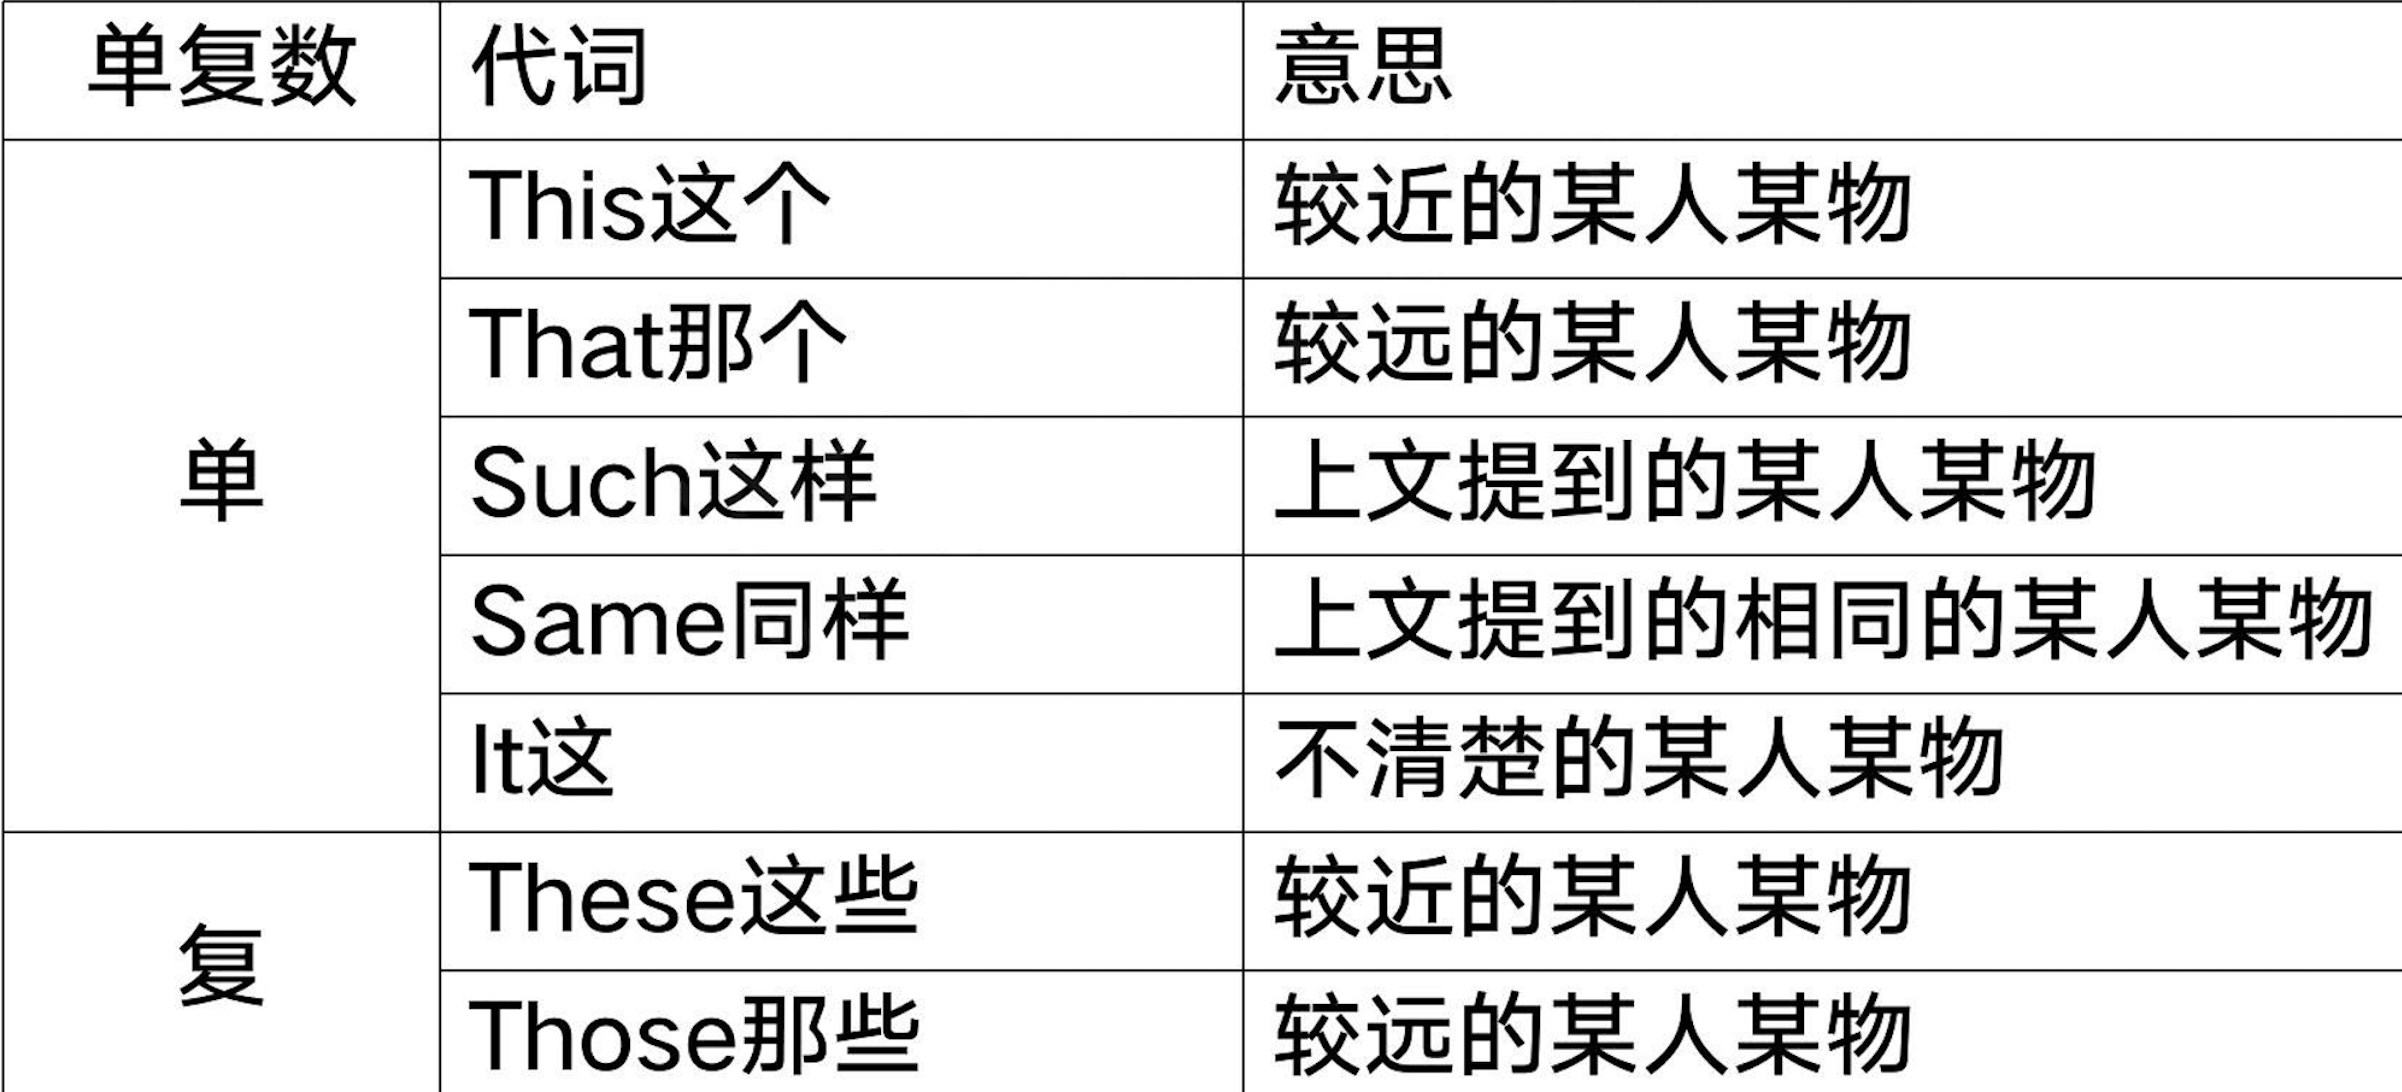 单复数 代词 意思
This这个 较近的某人某物
That那个 较远的某人某物
单 Such这样 上文提到的某人某物
Same同样 上文提到的相同的某人某物
It这 不清楚的某人某物
These这些 较近的某人某物
复
Those那些 较远的某人某物